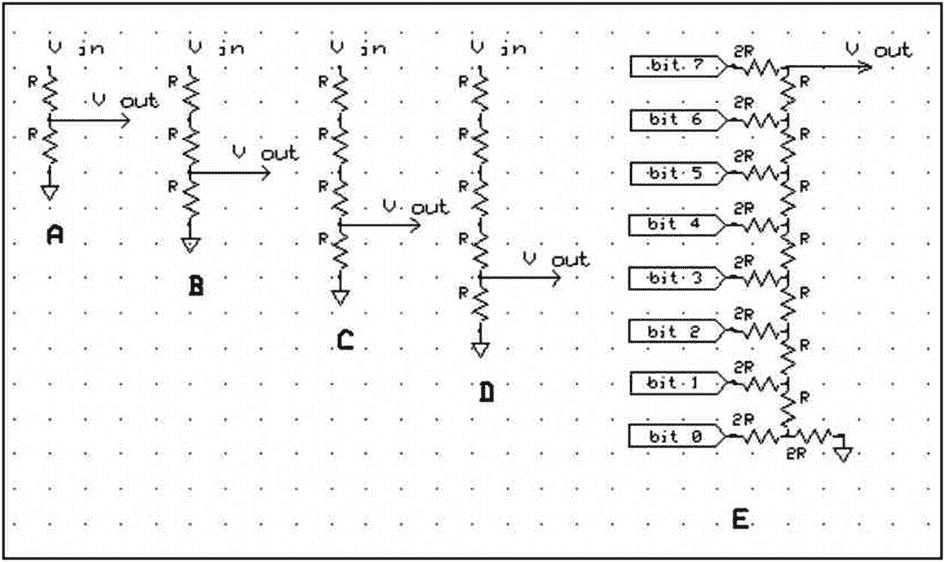 V in V in V in V in
2R
bit 7
V out
R R R R R
V out
2R
bit 6
R R R R R
V out
2R
bit 5
R R R R
V out
2R
bit 4
R R R
A
V out
2R
bit 3
R R
B
2R
bit 2
R
C
2R
bit 1
R
D
2R
bit 0
2R
E